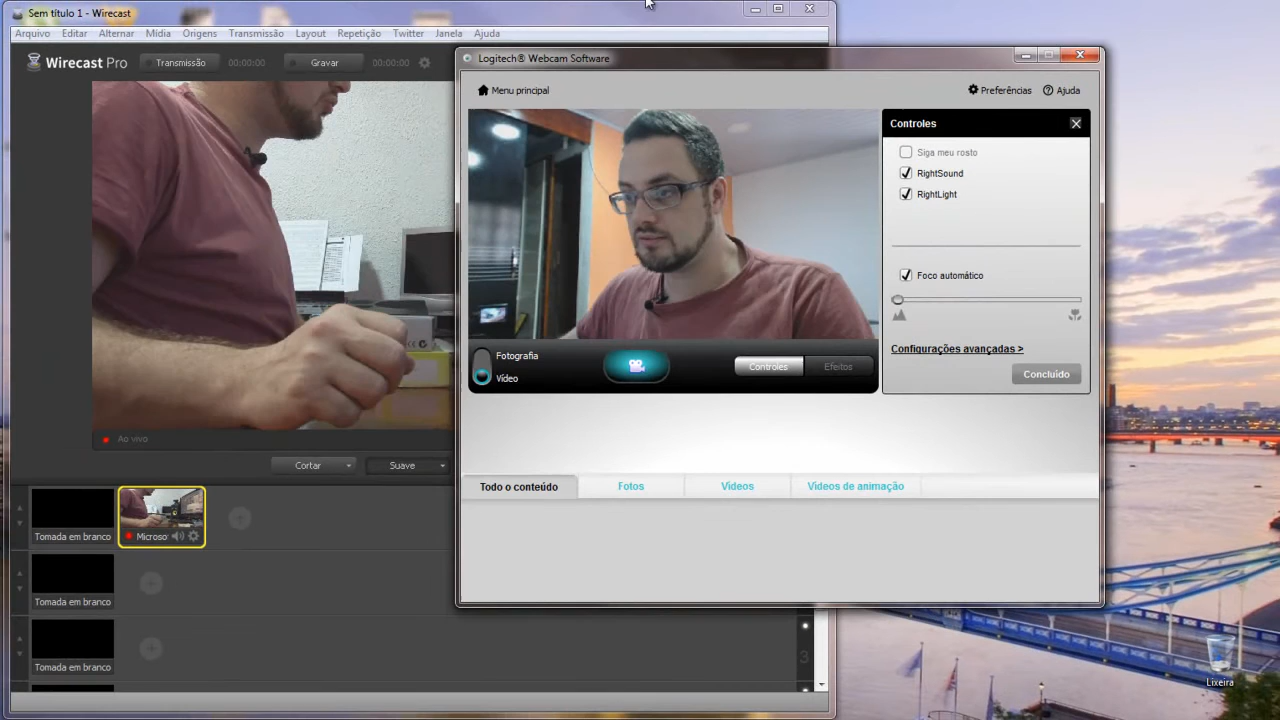 Sem título 1 - Wirecast
Arquivo Editar Alternar Mídia Origens Transmissão Layout Repetição Twitter Janela Ajuda
Wirecast Pro Transmissão 00:00:00 Gravar 00:00:00
Ao vivo
Cortar Suave
Tomada em branco Microso
Tomada em branco
Tomada em branco
3
Logitech® Webcam Software
Menu principal Preferências Ajuda
Controles
Siga meu rosto
RightSound
RightLight
Foco automático
Configurações avançadas >
Concluído
Fotografia
Vídeo
Controles Efeitos
Todo o conteúdo Fotos Vídeos Vídeos de animação
Lixeira